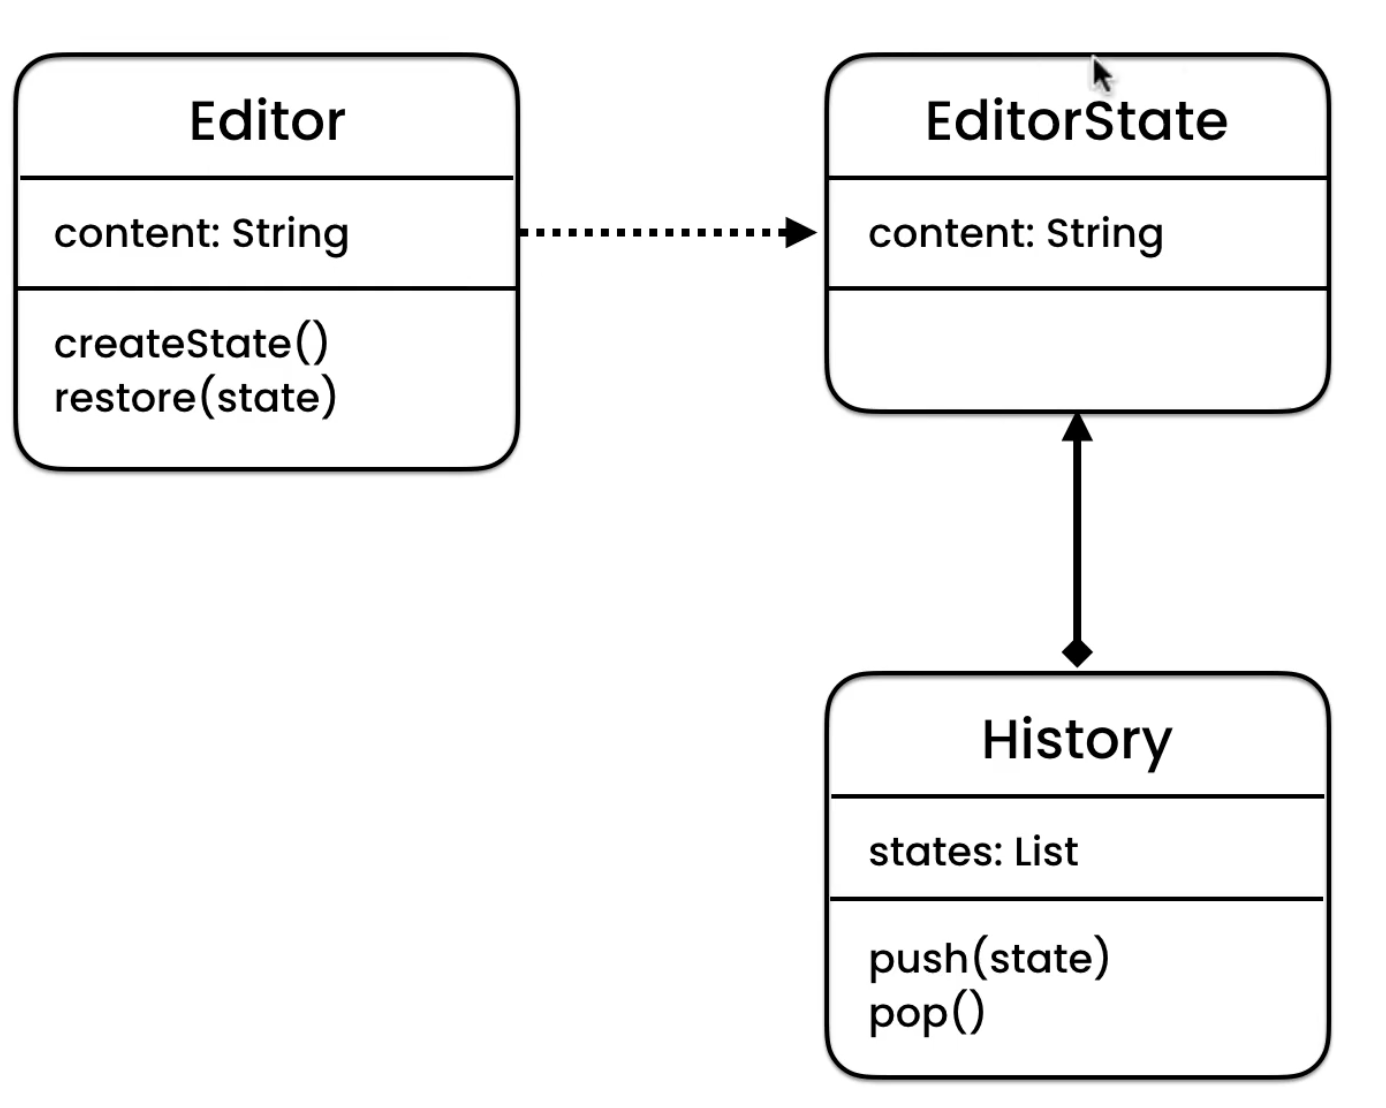 Editor
content: String
createState()
restore(state)
EditorState
content: String
History
states: List
push(state)
pop()